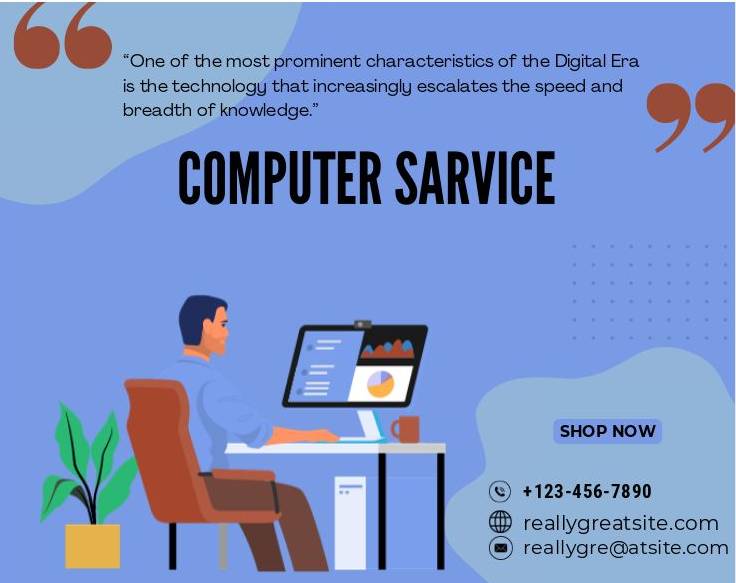 “One of the most prominent characteristics of the Digital Era
is the technology that increasingly escalates the speed and
breadth of knowledge.”
COMPUTER SARVICE
SHOP NOW
+123-456-7890
reallygreatsite.com
reallygre@atsite.com